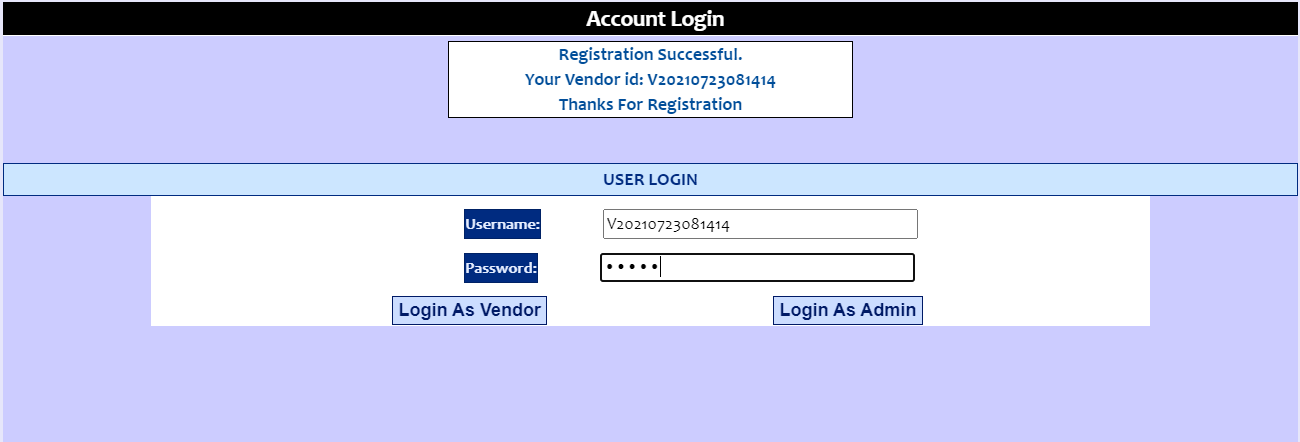 Account Login
Registration Successful.
Your Vendor id: V20210723081414
Thanks For Registration
USER LOGIN
Username: V20210723081414
Password: •••••
Login As Vendor Login As Admin